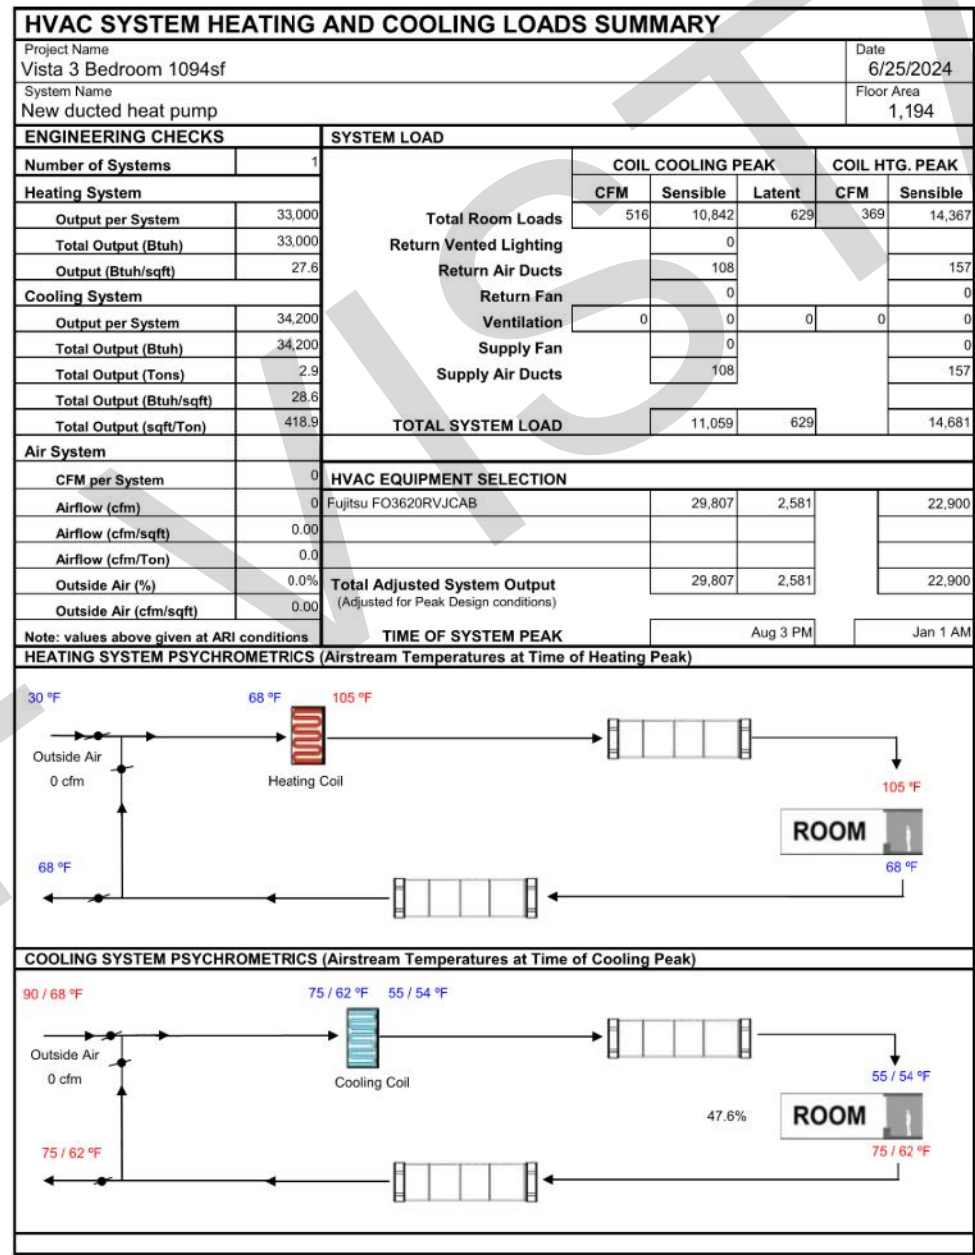 HVAC SYSTEM HEATING AND COOLING LOADS SUMMARY
Project Name Date
Vista 3 Bedroom 1094sf 6/25/2024
System Name Floor Area
New ducted heat pump 1,194
ENGINEERING CHECKS SYSTEM LOAD
Number of Systems 1 COIL COOLING PEAK COIL HTG. PEAK
Heating System CFM Sensible Latent CFM Sensible
Output per System 33,000 Total Room Loads 516 10,842 629 369 14,367
Total Output (Btuh) 33,000 Return Vented Lighting 0
Output (Btuh/sqft) 27.6 Return Air Ducts 108 157
Cooling System Return Fan 0 0
Output per System 34,200 Ventilation 0 0 0 0 0
Total Output (Btuh) 34,200 Supply Fan 0 0
Total Output (Tons) 2.9 Supply Air Ducts 108 157
Total Output (Btuh/sqft) 28.6
Total Output (sqft/Ton) 418.9 TOTAL SYSTEM LOAD 11,059 629 14,681
Air System
CFM per System 0 HVAC EQUIPMENT SELECTION
Airflow (cfm) 0 Fujitsu FO3620RVJCAB 29,807 2,581 22,900
Airflow (cfm/sqft) 0.00
Airflow (cfm/Ton) 0.0
Outside Air (%) 0.0% Total Adjusted System Output 29,807 2,581 22,900
Outside Air (cfm/sqft) 0.00 (Adjusted for Peak Design conditions)
Note: values above given at ARI conditions TIME OF SYSTEM PEAK Aug 3 PM Jan 1 AM
HEATING SYSTEM PSYCHROMETRICS (Airstream Temperatures at Time of Heating Peak)
30 ºF 68 ºF 105 ºF
Outside Air
0 cfm Heating Coil
105 ºF
ROOM
68 ºF 68 ºF
COOLING SYSTEM PSYCHROMETRICS (Airstream Temperatures at Time of Cooling Peak)
90 / 68 ºF 75 / 62 ºF 55 / 54 ºF
Outside Air
0 cfm Cooling Coil 55 / 54 ºF
47.6% ROOM
75 / 62 ºF 75 / 62 ºF
VISTA